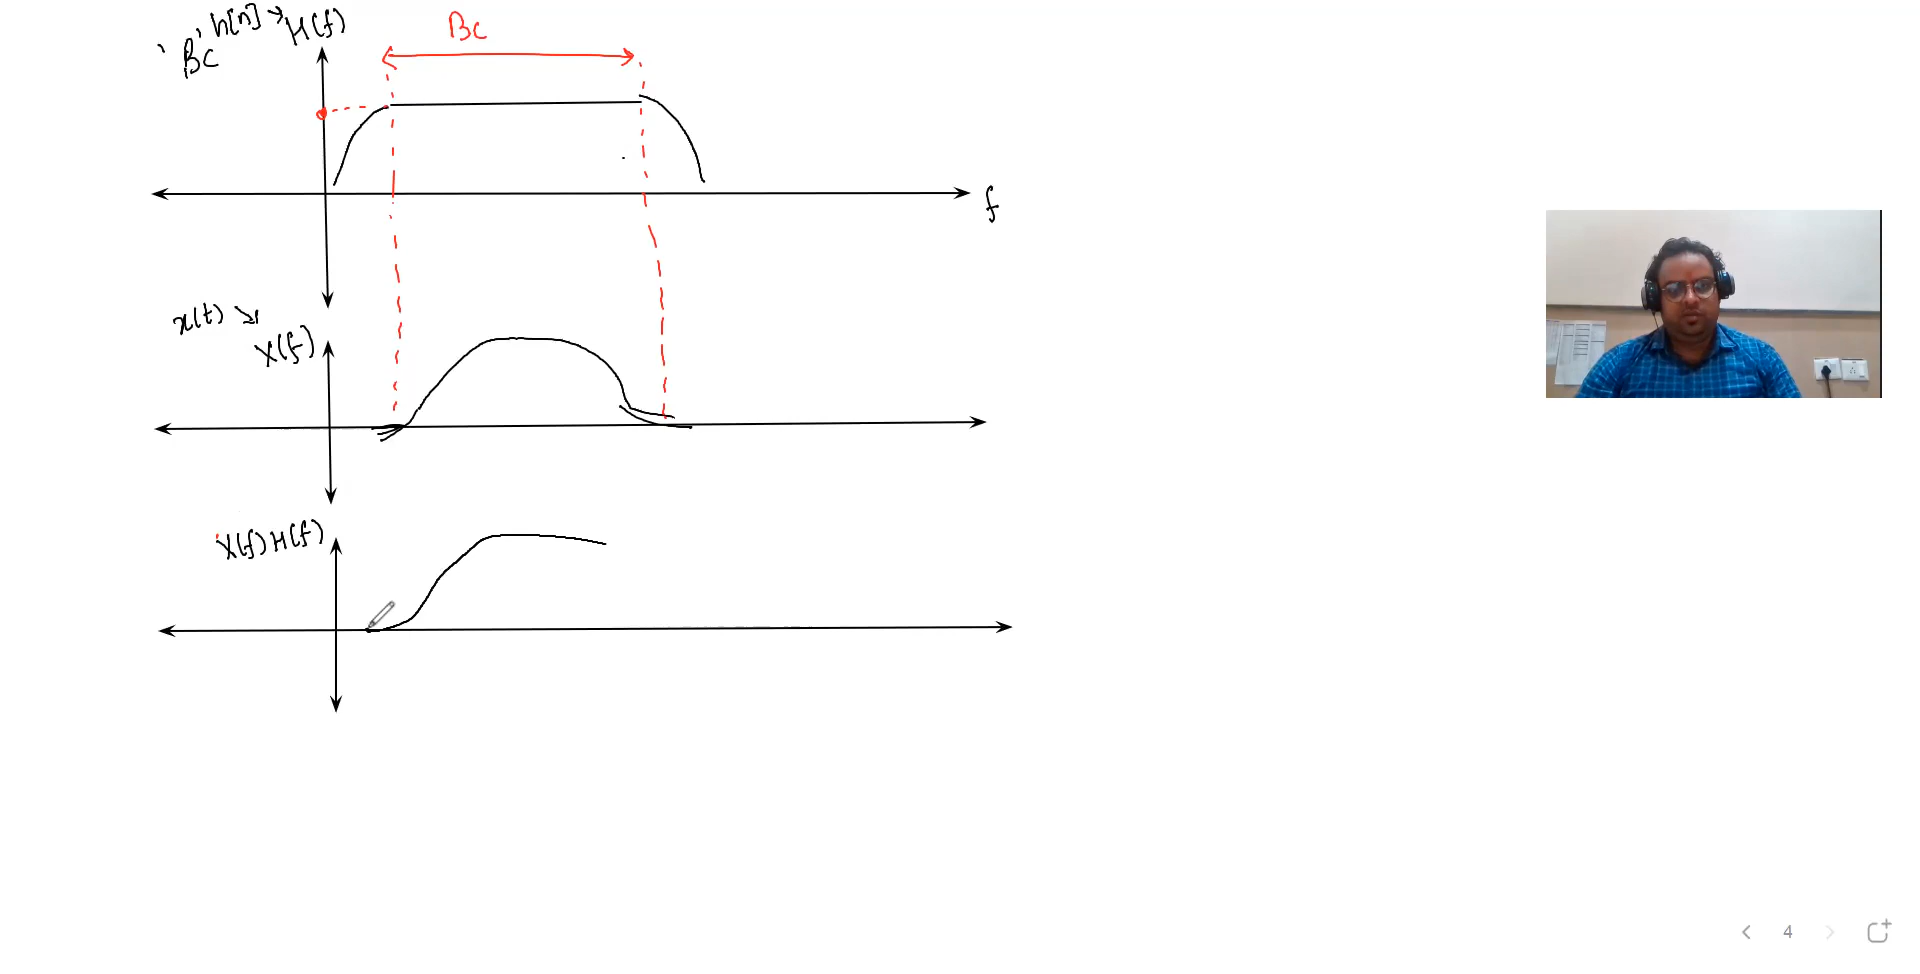 Bc
h[n] → H(f)
'Bc'
f
x(t) ↘
X(f)
X(f) H(f)
4